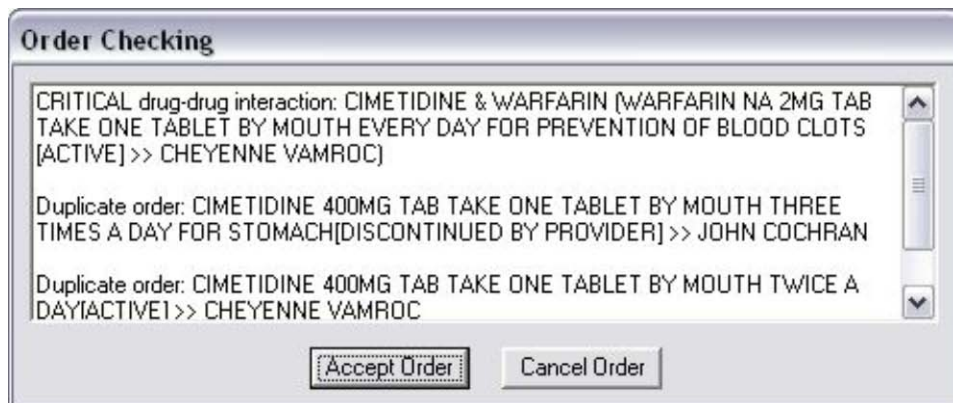 Order Checking
CRITICAL drug-drug interaction: CIMETIDINE & WARFARIN (WARFARIN NA 2MG TAB
TAKE ONE TABLET BY MOUTH EVERY DAY FOR PREVENTION OF BLOOD CLOTS
[ACTIVE] >> CHEYENNE VAMROC)
Duplicate order: CIMETIDINE 400MG TAB TAKE ONE TABLET BY MOUTH THREE
TIMES A DAY FOR STOMACH[DISCONTINUED BY PROVIDER] >> JOHN COCHRAN
Duplicate order: CIMETIDINE 400MG TAB TAKE ONE TABLET BY MOUTH TWICE A
DAY[ACTIVE] >> CHEYENNE VAMROC
Accept Order
Cancel Order